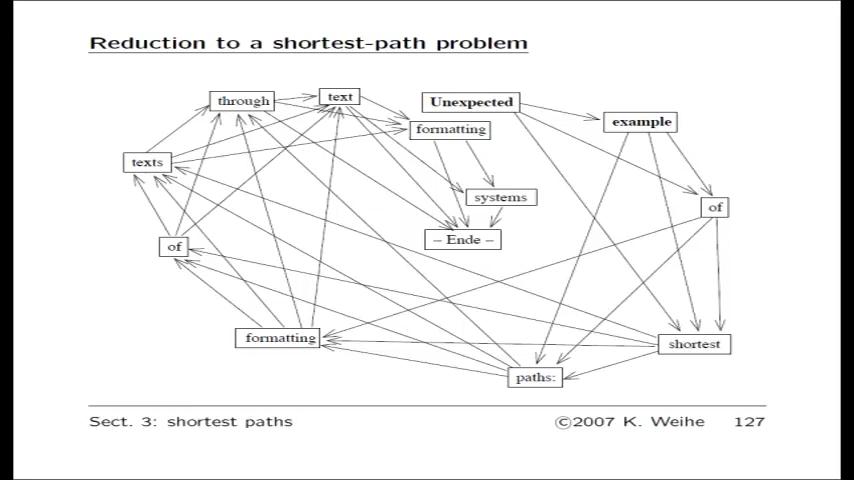 Reduction to a shortest-path problem
through
text
Unexpected
example
formatting
texts
systems
of
– Ende –
of
formatting
shortest
paths:
Sect. 3: shortest paths
©2007 K. Weihe 127